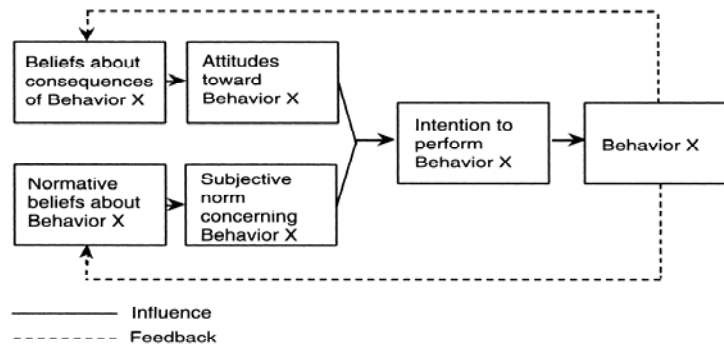 Beliefs about
consequences
of Behavior X
Attitudes
toward
Behavior X
Normative
beliefs about
Behavior X
Subjective
norm
concerning
Behavior X
Intention to
perform
Behavior X
Behavior X
Influence
Feedback